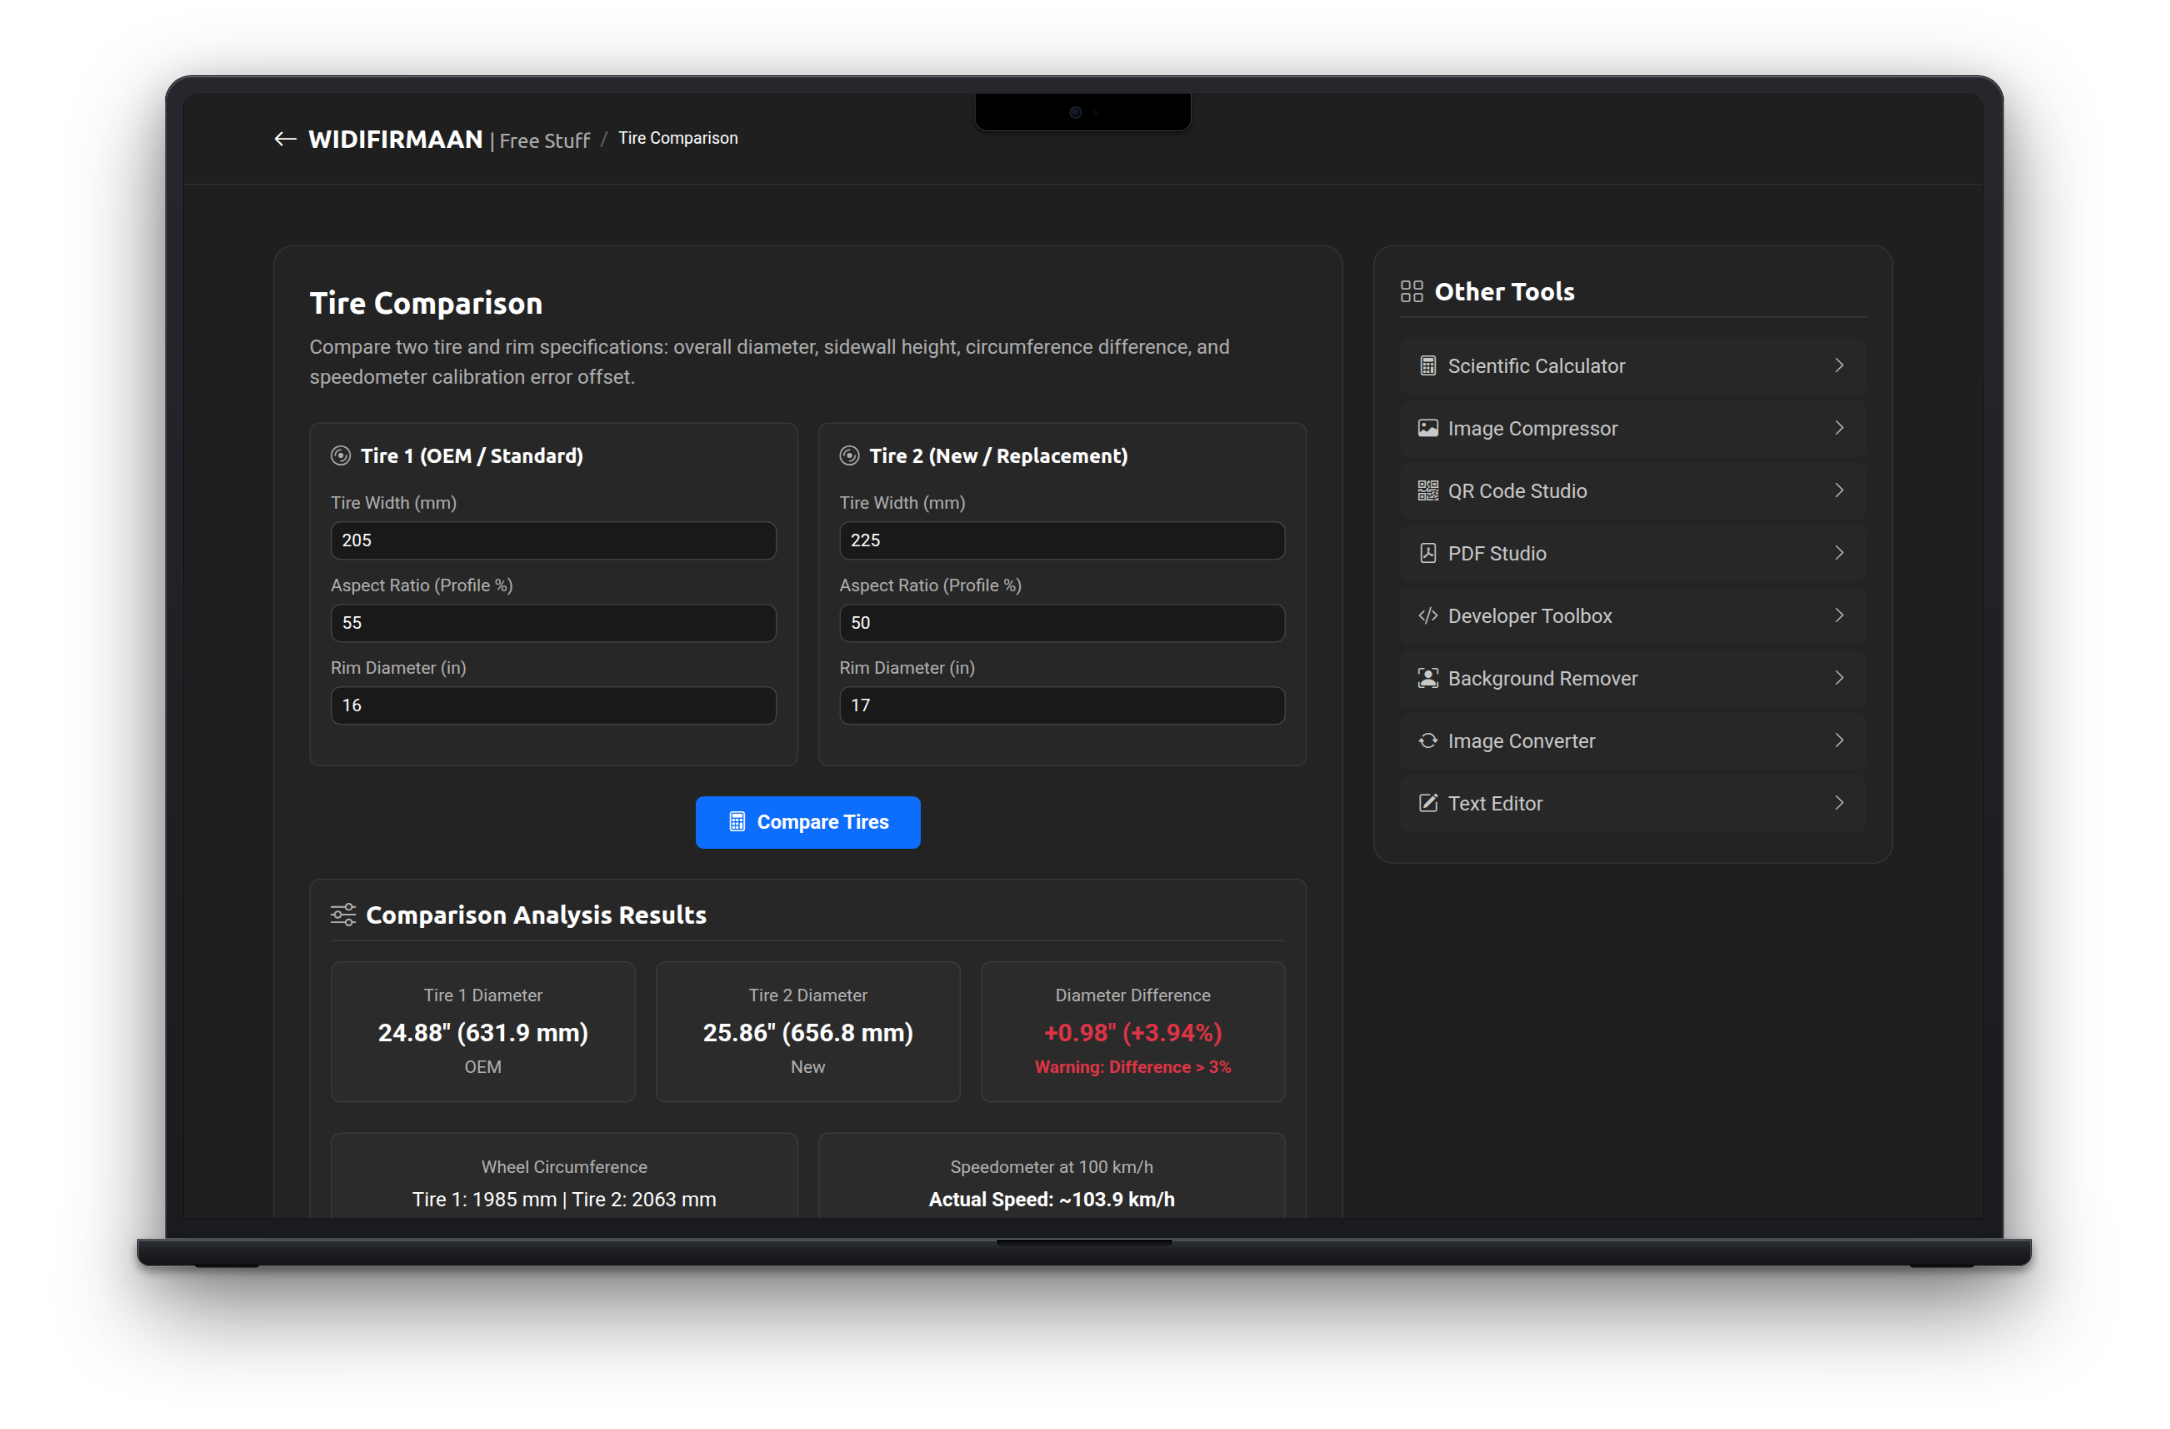 WIDIFIRMAAN | Free Stuff / Tire Comparison
Tire Comparison
Compare two tire and rim specifications: overall diameter, sidewall height, circumference difference, and
speedometer calibration error offset.
Tire 1 (OEM / Standard)
Tire Width (mm)
205
Aspect Ratio (Profile %)
55
Rim Diameter (in)
16
Tire 2 (New / Replacement)
Tire Width (mm)
225
Aspect Ratio (Profile %)
50
Rim Diameter (in)
17
Compare Tires
Comparison Analysis Results
Tire 1 Diameter
24.88" (631.9 mm)
OEM
Tire 2 Diameter
25.86" (656.8 mm)
New
Diameter Difference
+0.98" (+3.94%)
Warning: Difference > 3%
Wheel Circumference
Tire 1: 1985 mm | Tire 2: 2063 mm
Speedometer at 100 km/h
Actual Speed: ~103.9 km/h
Other Tools
Scientific Calculator
Image Compressor
QR Code Studio
PDF Studio
Developer Toolbox
Background Remover
Image Converter
Text Editor